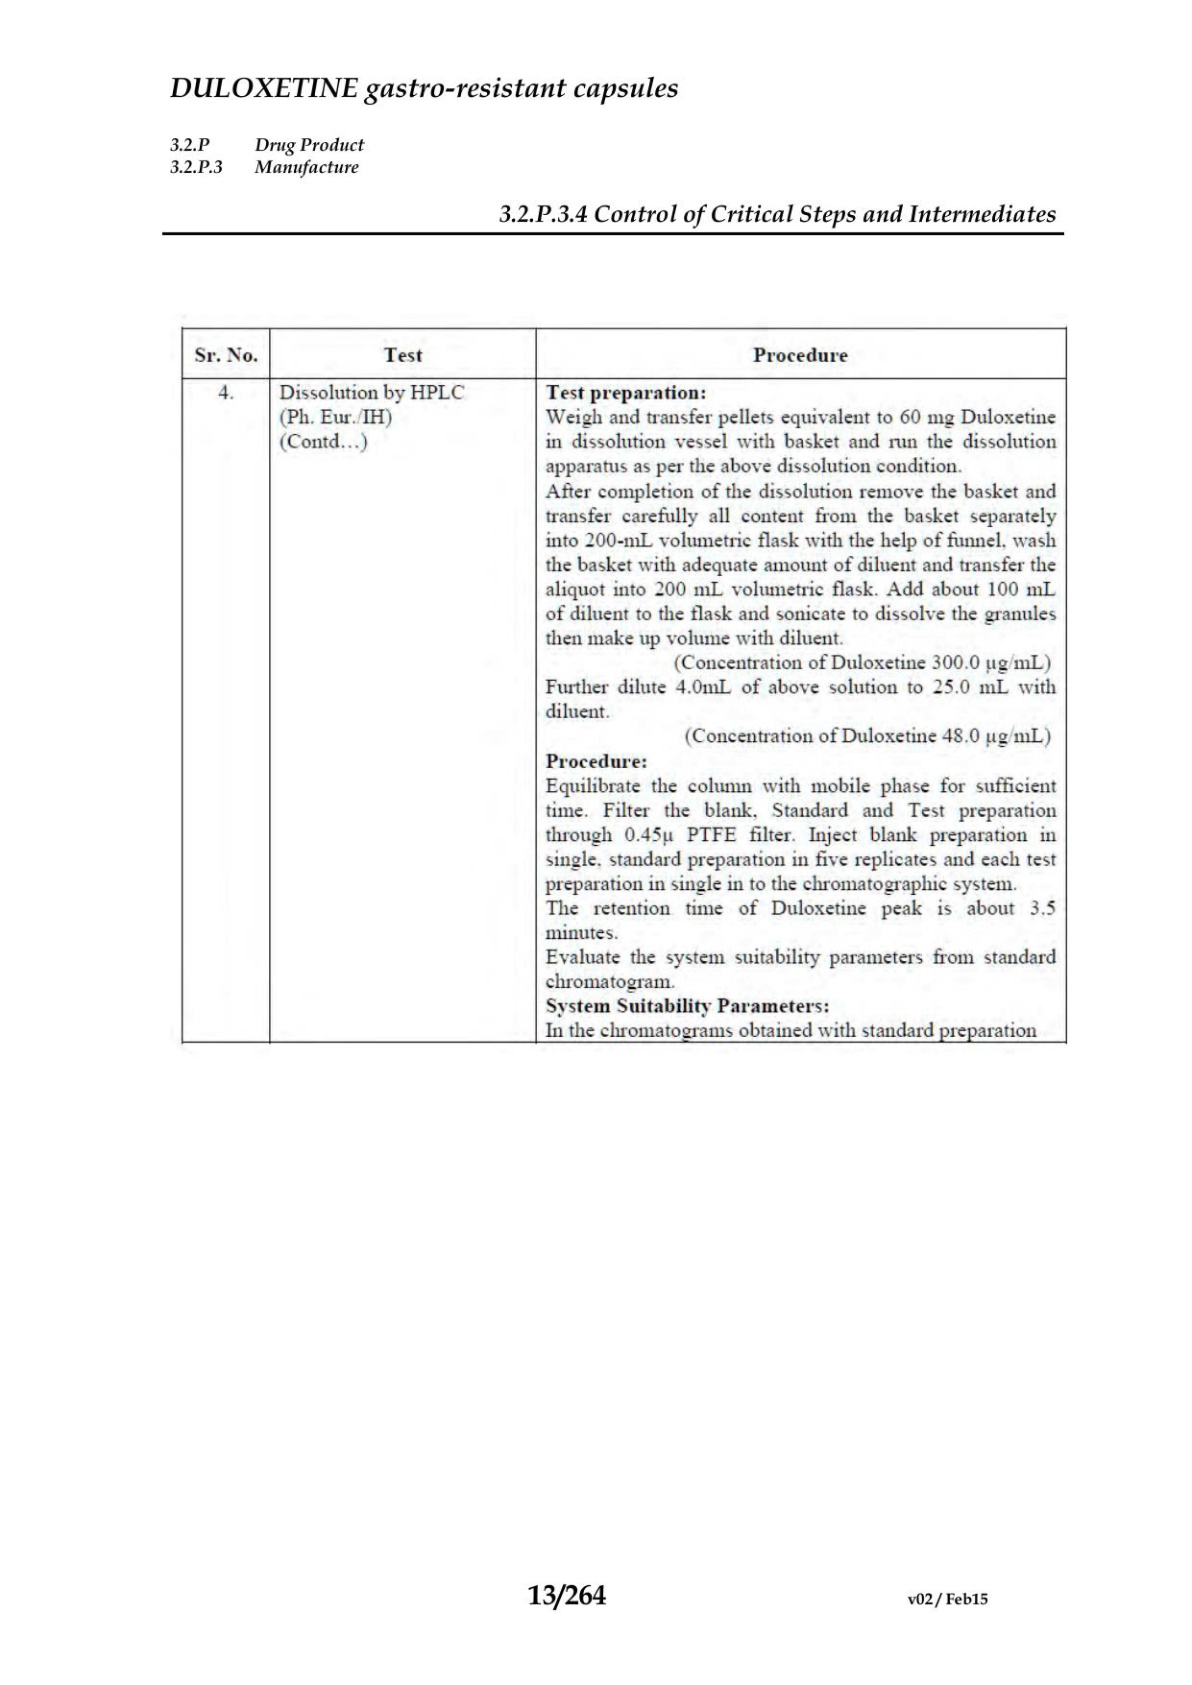 DULOXETINE gastro-resistant capsules
3.2.P Drug Product
3.2.P.3 Manufacture
3.2.P.3.4 Control of Critical Steps and Intermediates
Sr. No. Test Procedure
4. Dissolution by HPLC
(Ph. Eur./IH)
(Contd...)
Test preparation:
Weigh and transfer pellets equivalent to 60 mg Duloxetine
in dissolution vessel with basket and run the dissolution
apparatus as per the above dissolution condition.
After completion of the dissolution remove the basket and
transfer carefully all content from the basket separately
into 200-mL volumetric flask with the help of funnel, wash
the basket with adequate amount of diluent and transfer the
aliquot into 200 mL volumetric flask. Add about 100 mL
of diluent to the flask and sonicate to dissolve the granules
then make up volume with diluent.
(Concentration of Duloxetine 300.0 µg/mL)
Further dilute 4.0mL of above solution to 25.0 mL with
diluent.
(Concentration of Duloxetine 48.0 µg/mL)
Procedure:
Equilibrate the column with mobile phase for sufficient
time. Filter the blank, Standard and Test preparation
through 0.45µ PTFE filter. Inject blank preparation in
single, standard preparation in five replicates and each test
preparation in single in to the chromatographic system.
The retention time of Duloxetine peak is about 3.5
minutes.
Evaluate the system suitability parameters from standard
chromatogram.
System Suitability Parameters:
In the chromatograms obtained with standard preparation
13/264
v02 / Feb15